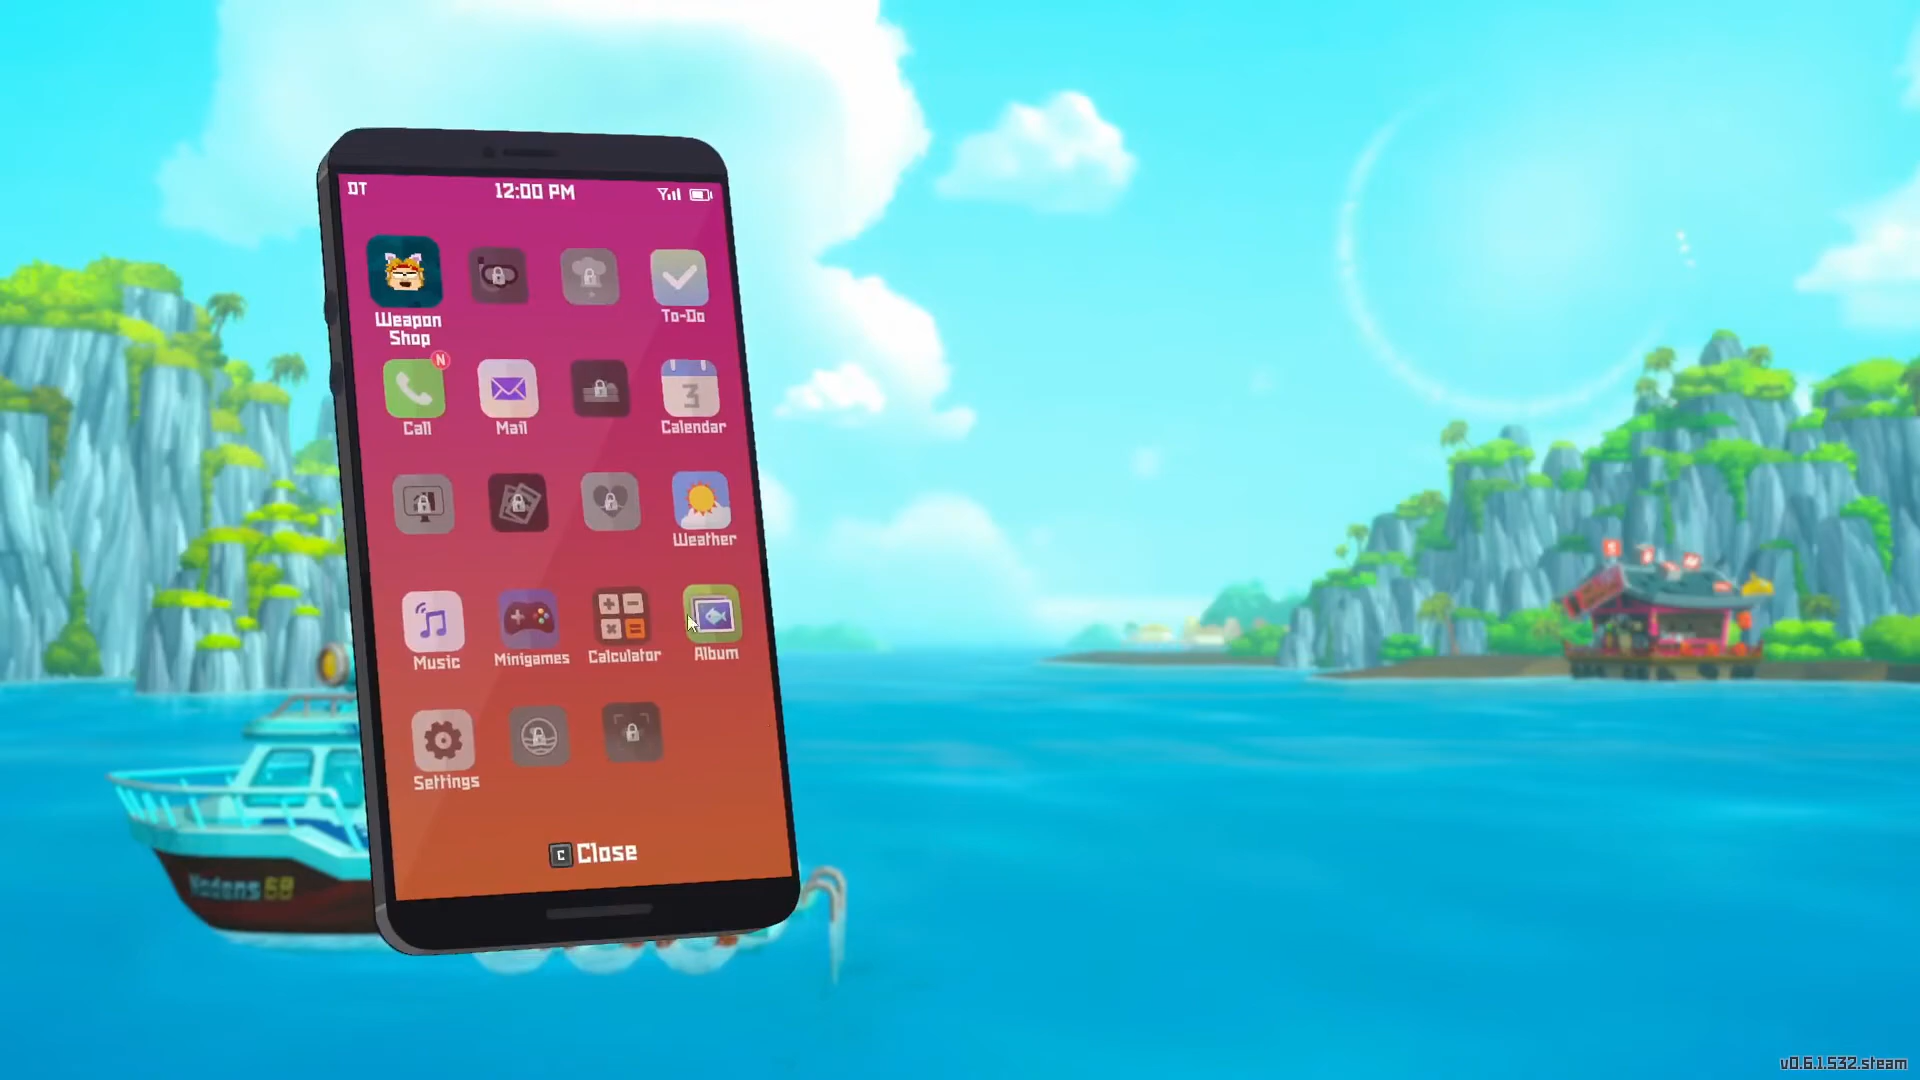 DT
12:00 PM
Weapon
Shop
To-Do
N
Call
Mail
3
Calendar
Weather
Music
Minigames
Calculator
Album
Settings
C Close
68
v0.6.1.532.steam